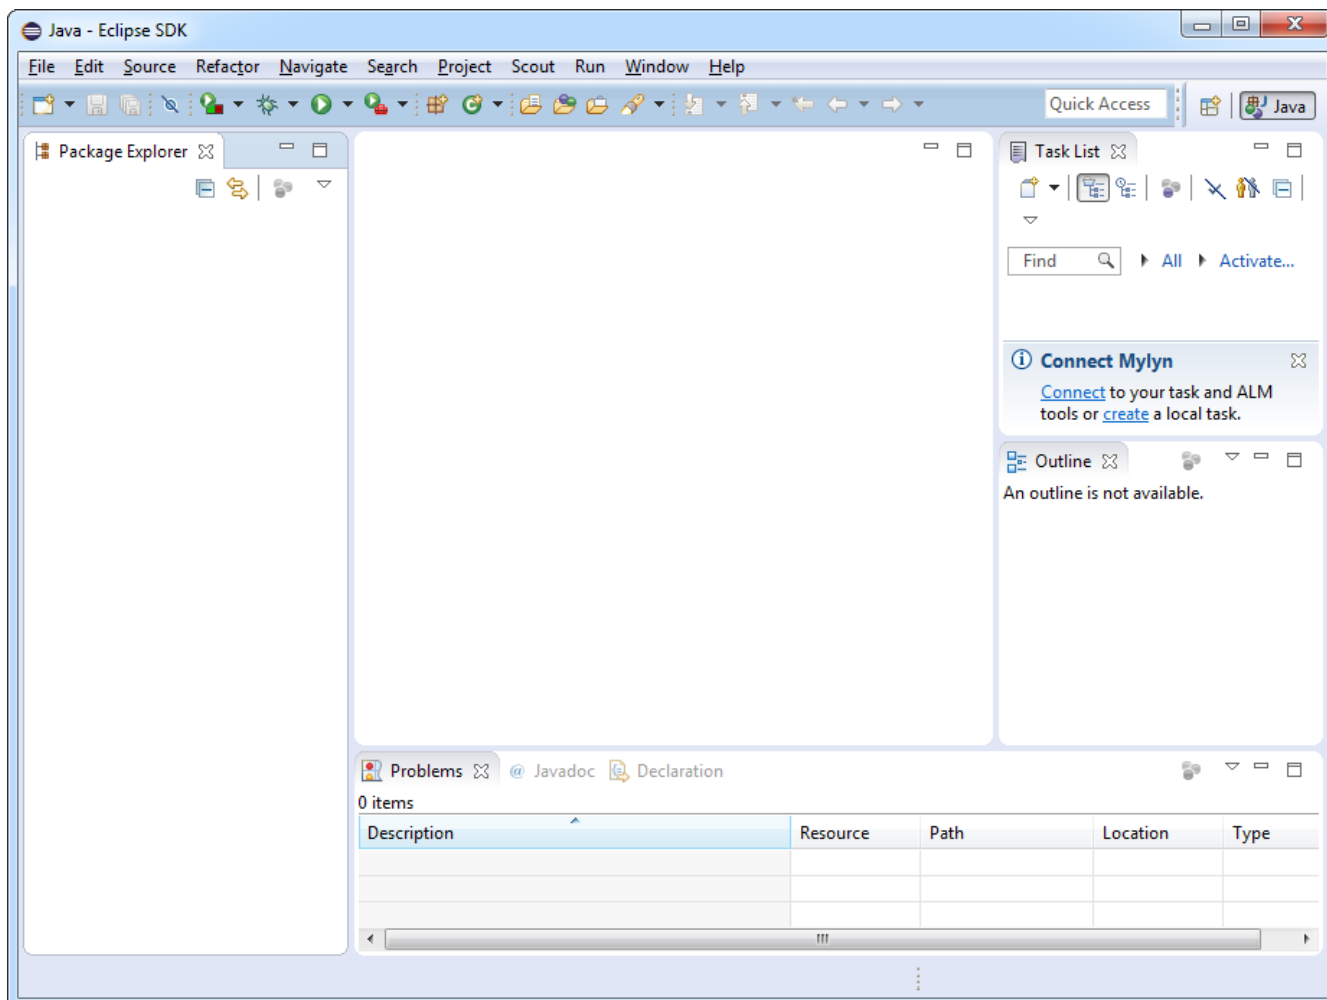 Java - Eclipse SDK
File Edit Source Refactor Navigate Search Project Scout Run Window Help
Quick Access Java
Package Explorer
Task List
Find All Activate...
Connect Mylyn
Connect to your task and ALM
tools or create a local task.
Outline
An outline is not available.
Problems @ Javadoc Declaration
0 items
Description Resource Path Location Type